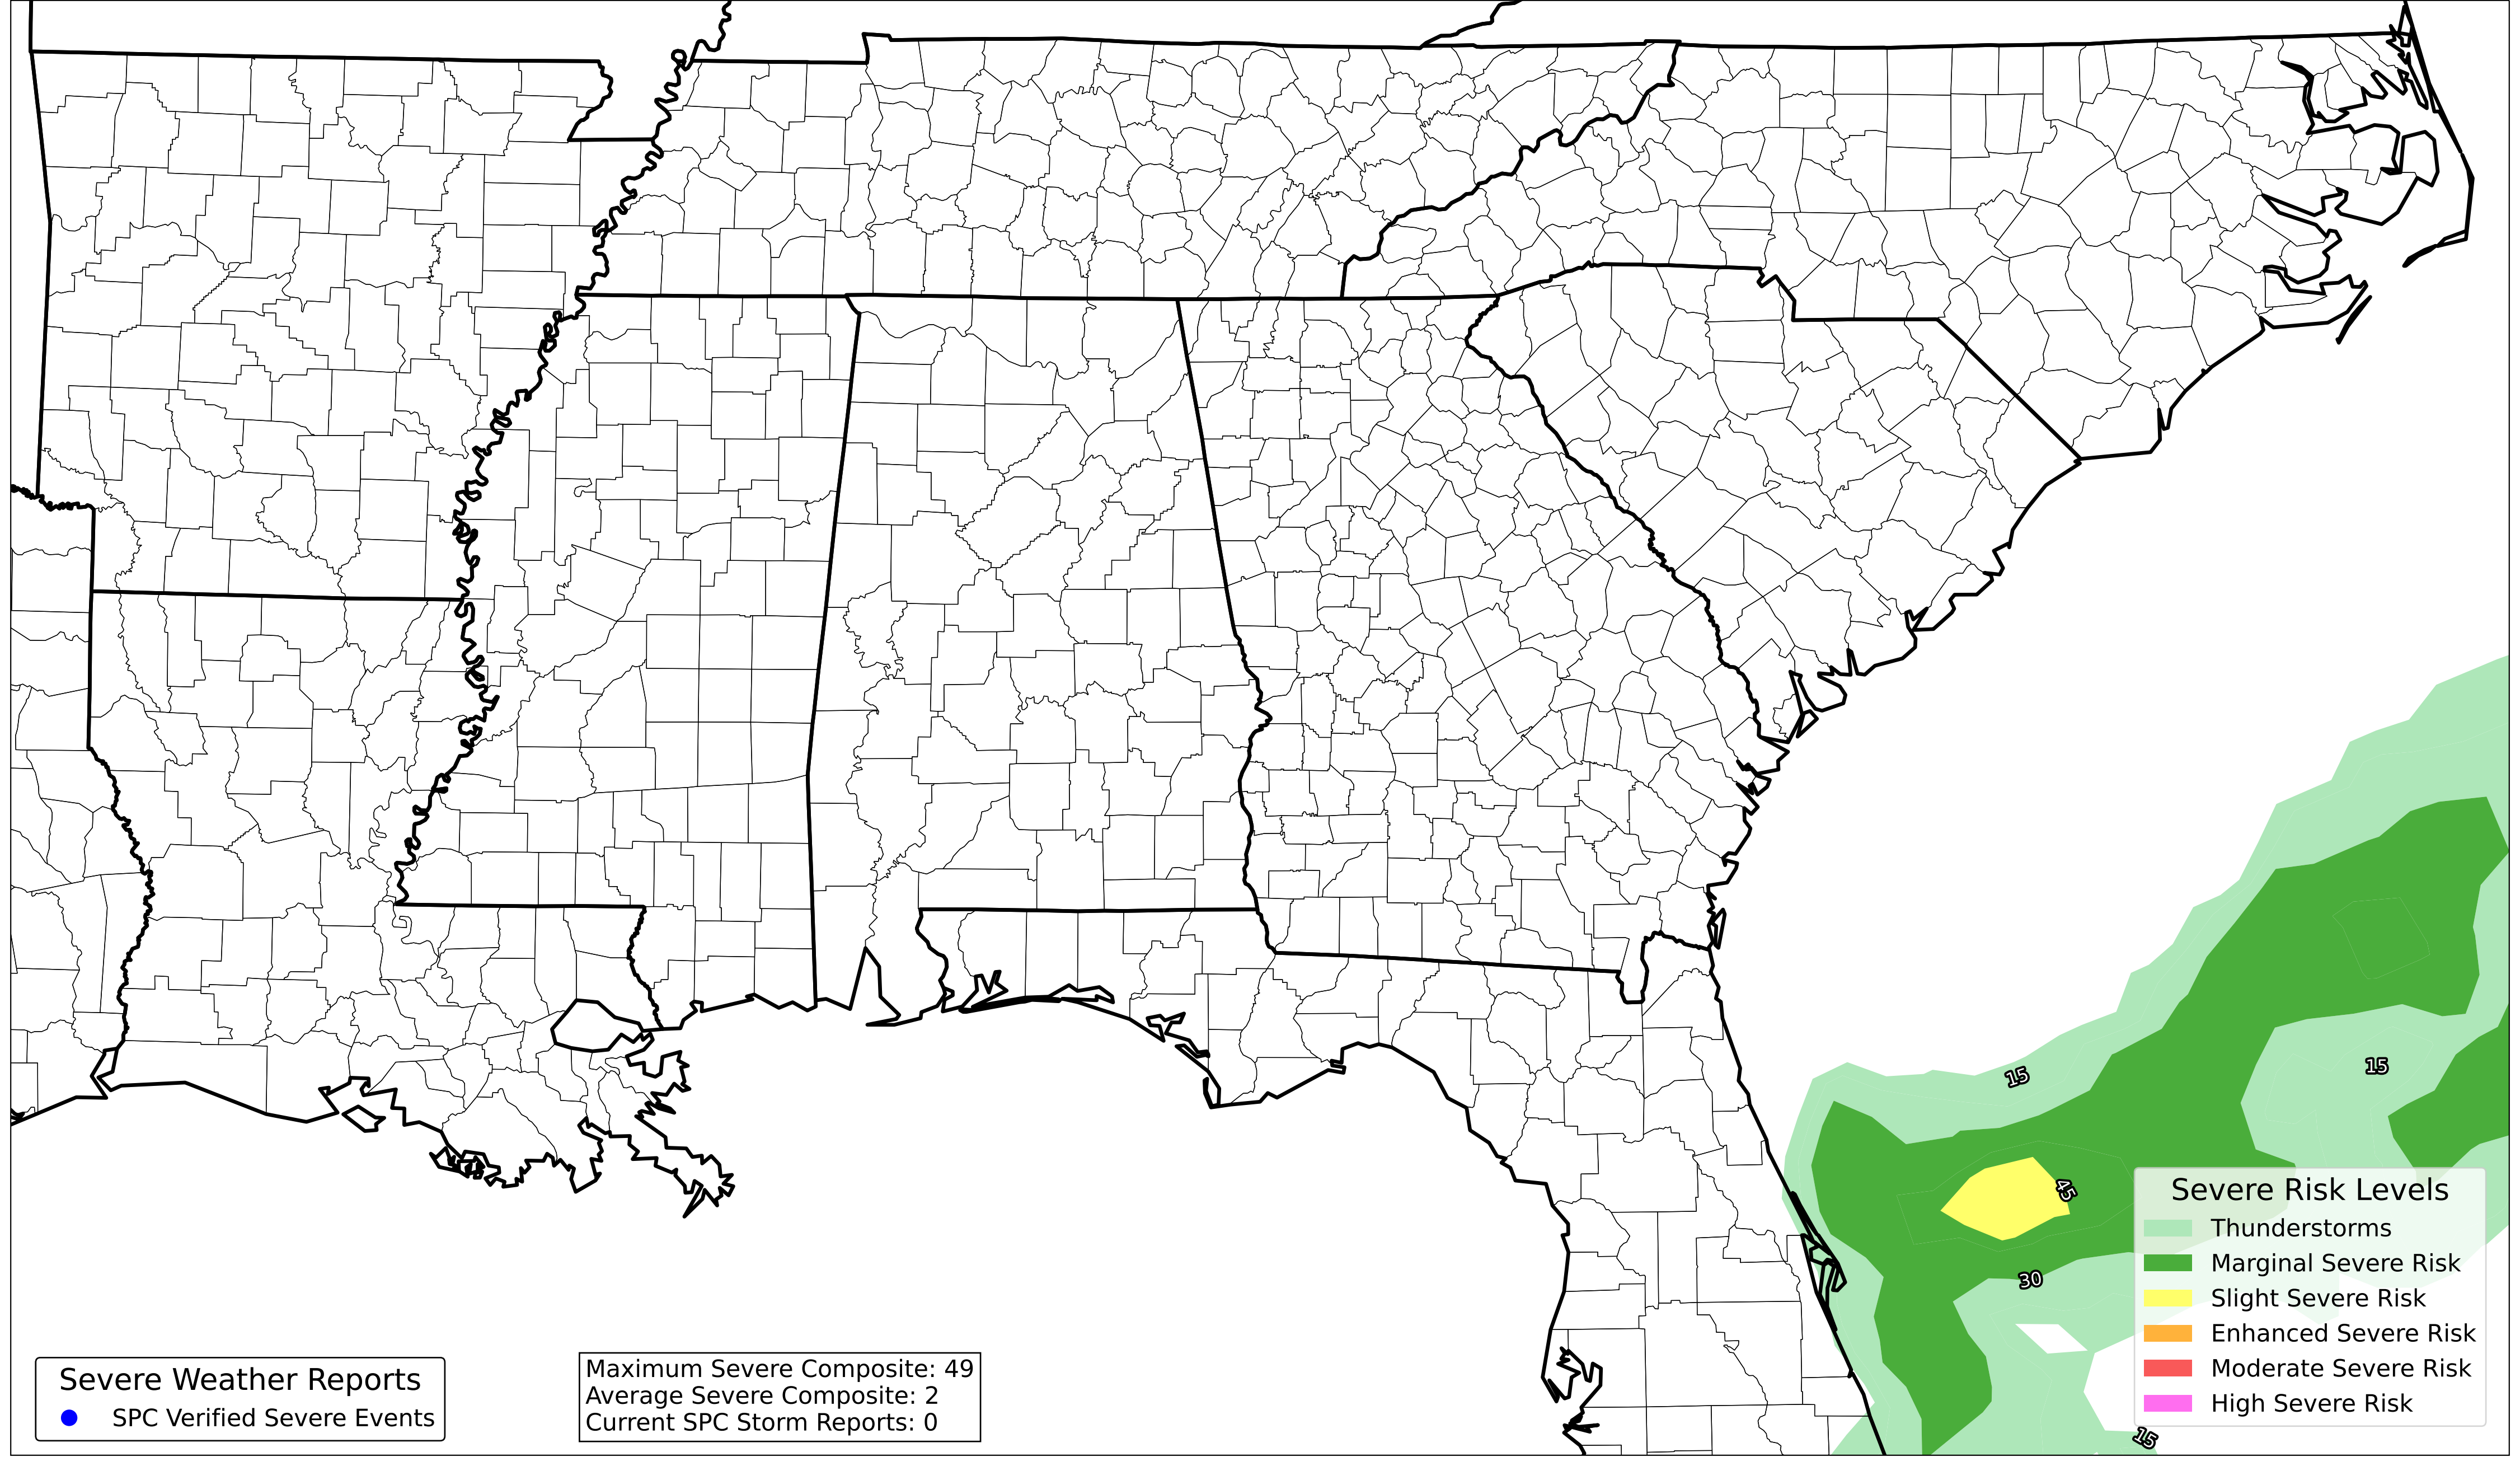 15
15
45
30
15
Severe Risk Levels
Thunderstorms
Marginal Severe Risk
Slight Severe Risk
Enhanced Severe Risk
Moderate Severe Risk
High Severe Risk
Severe Weather Reports
SPC Verified Severe Events
Maximum Severe Composite: 49
Average Severe Composite: 2
Current SPC Storm Reports: 0